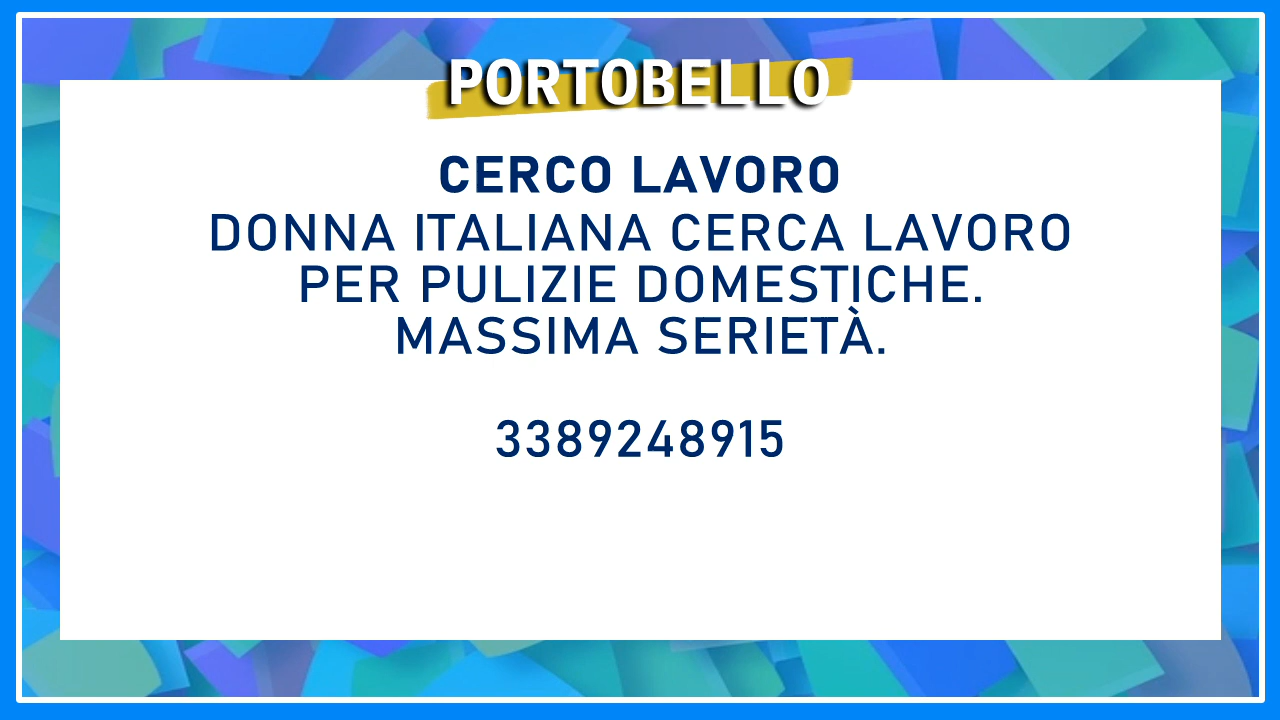 PORTOBELLO
CERCO LAVORO
DONNA ITALIANA CERCA LAVORO
PER PULIZIE DOMESTICHE.
MASSIMA SERIETÀ.
3389248915